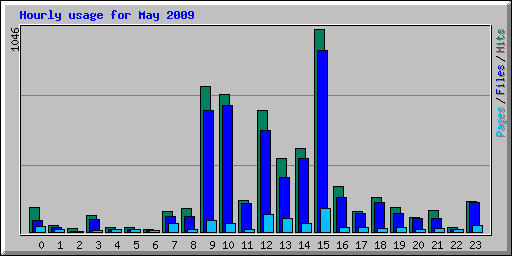 Hourly usage for May 2009
1046
Pages / Files / Hits
0 1 2 3 4 5 6 7 8 9 10 11 12 13 14 15 16 17 18 19 20 21 22 23